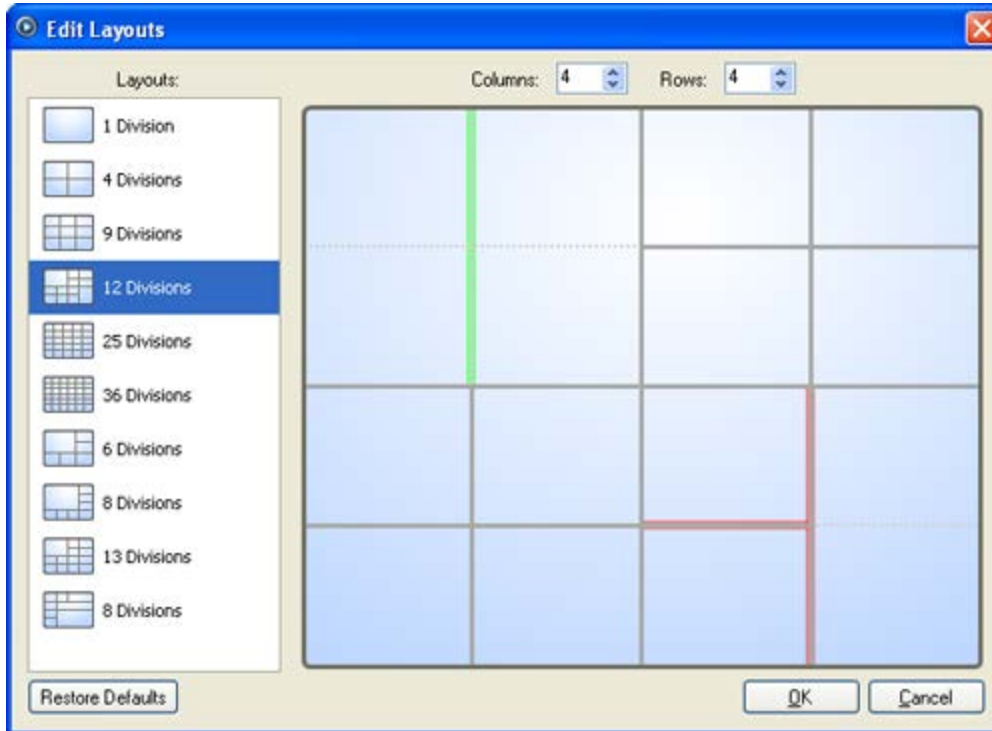 Edit Layouts
Layouts:
Columns: 4 Rows: 4
1 Division
4 Divisions
9 Divisions
12 Divisions
25 Divisions
36 Divisions
6 Divisions
8 Divisions
13 Divisions
8 Divisions
Restore Defaults
OK
Cancel